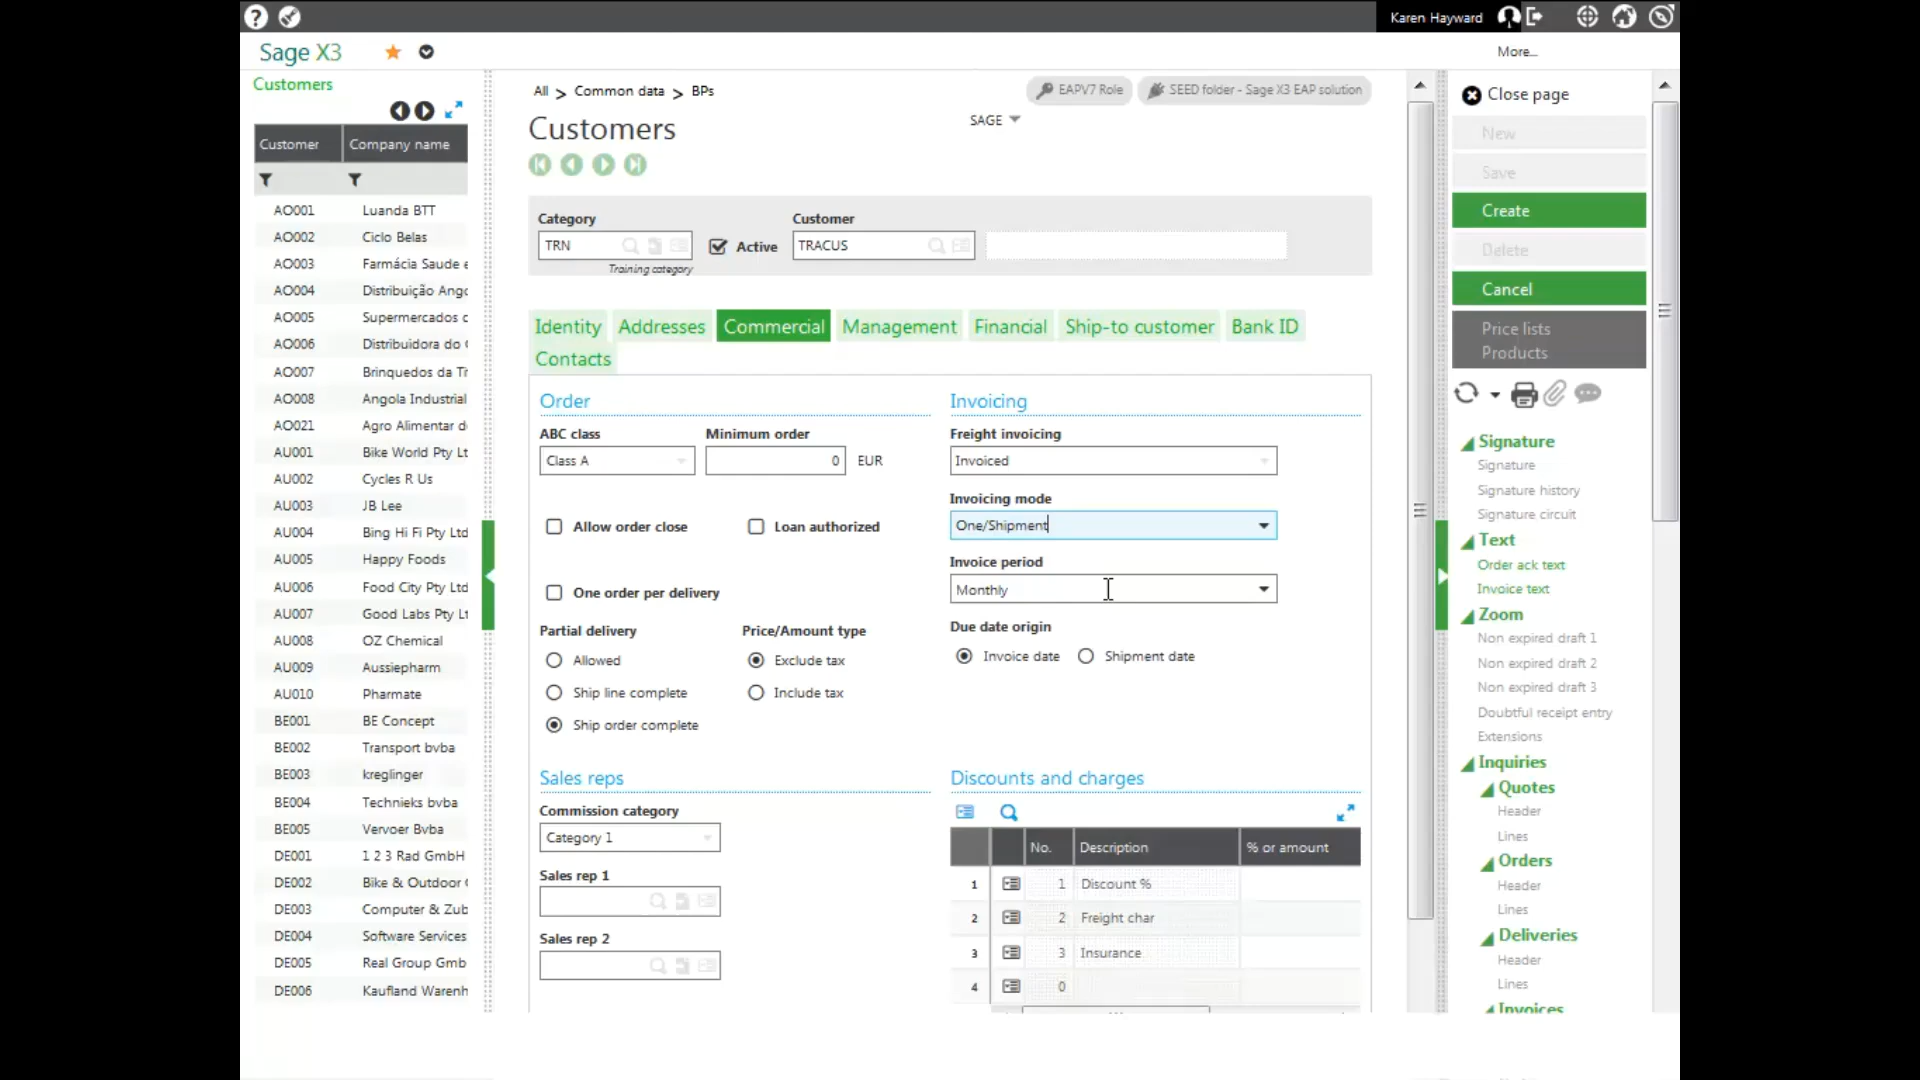 Karen Hayward
Sage X3
More...
Customers
Customer
Company name
AO001 Luanda BTT
AO002 Ciclo Belas
AO003 Farmácia Saude e
AO004 Distribuição Ango
AO005 Supermercados c
AO006 Distribuidora do
AO007 Brinquedos da Tr
AO008 Angola Industrial
AO021 Agro Alimentar d
AU001 Bike World Pty Lt
AU002 Cycles R Us
AU003 JB Lee
AU004 Bing Hi Fi Pty Ltd
AU005 Happy Foods
AU006 Food City Pty Ltd
AU007 Good Labs Pty Lt
AU008 OZ Chemical
AU009 Aussiepharm
AU010 Pharmate
BE001 BE Concept
BE002 Transport bvba
BE003 kreglinger
BE004 Technieks bvba
BE005 Vervoer Bvba
DE001 1 2 3 Rad GmbH
DE002 Bike & Outdoor
DE003 Computer & Zub
DE004 Software Services
DE005 Real Group Gmb
DE006 Kaufland Warenh
All > Common data > BPs
EAPV7 Role
SEED folder - Sage X3 EAP solution
Customers
SAGE
Category
TRN
Training category
Active
Customer
TRACUS
Identity
Addresses
Commercial
Management
Financial
Ship-to customer
Bank ID
Contacts
Order
ABC class
Class A
Minimum order
0 EUR
Allow order close
Loan authorized
One order per delivery
Partial delivery
Allowed
Ship line complete
Ship order complete
Price/Amount type
Exclude tax
Include tax
Invoicing
Freight invoicing
Invoiced
Invoicing mode
One/Shipment
Invoice period
Monthly
Due date origin
Invoice date
Shipment date
Sales reps
Commission category
Category 1
Sales rep 1
Sales rep 2
Discounts and charges
No. Description % or amount
1 1 Discount %
2 2 Freight char
3 3 Insurance
4 0
Close page
New
Save
Create
Delete
Cancel
Price lists
Products
Signature
Signature
Signature history
Signature circuit
Text
Order ack text
Invoice text
Zoom
Non expired draft 1
Non expired draft 2
Non expired draft 3
Doubtful receipt entry
Extensions
Inquiries
Quotes
Header
Lines
Orders
Header
Lines
Deliveries
Header
Lines
Invoices